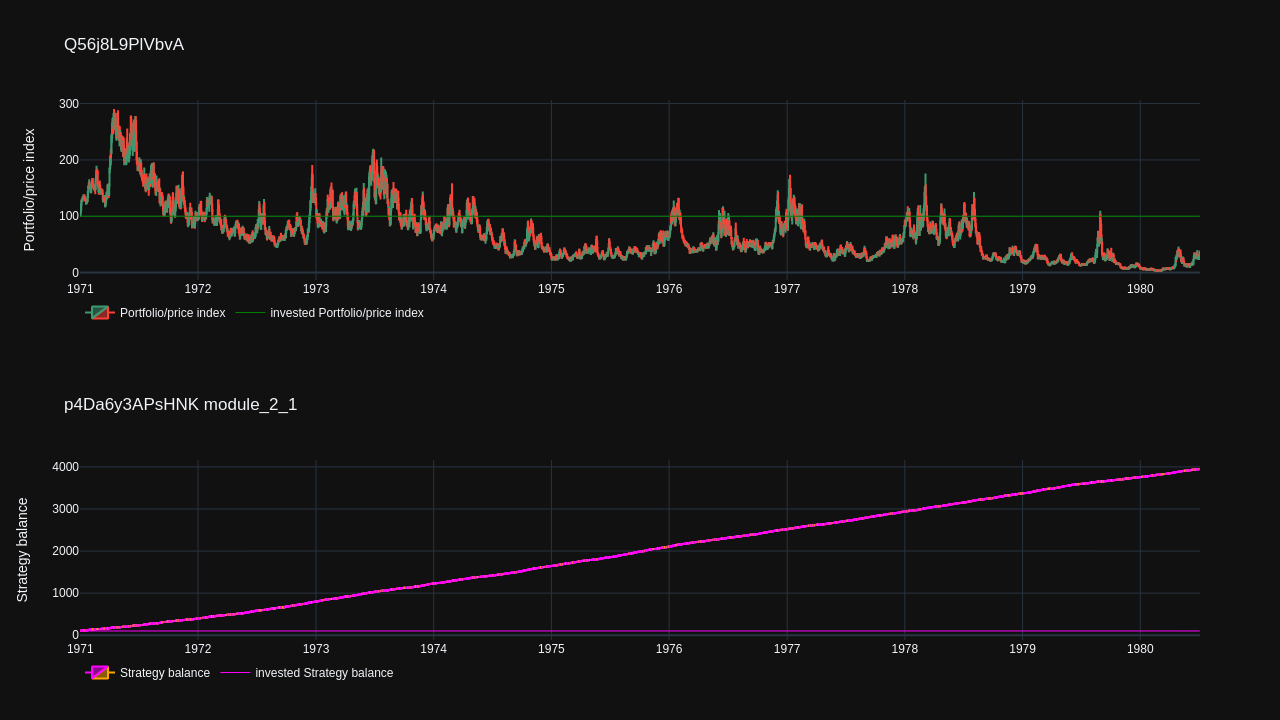 Q56j8L9PlVbvA
Portfolio/price index
300
200
100
0
1971 1972 1973 1974 1975 1976 1977 1978 1979 1980
Portfolio/price index invested Portfolio/price index
p4Da6y3APsHNK module_2_1
Strategy balance
4000
3000
2000
1000
0
1971 1972 1973 1974 1975 1976 1977 1978 1979 1980
Strategy balance invested Strategy balance